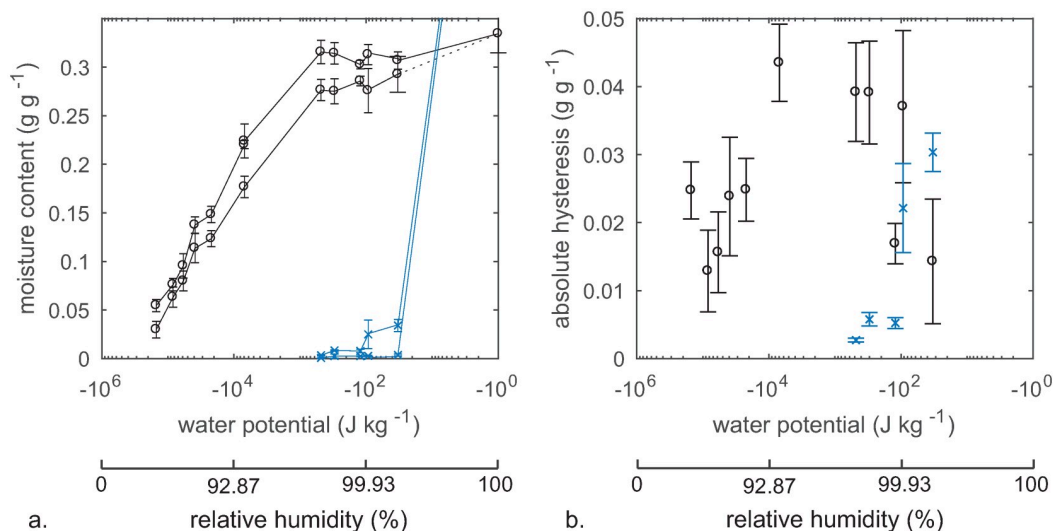 moisture content (g g⁻¹)
0.3
0.25
0.2
0.15
0.1
0.05
0
-10⁶ -10⁴ -10² -10⁰
water potential (J kg⁻¹)
0 92.87 99.93 100
a. relative humidity (%)
absolute hysteresis (g g⁻¹)
0.05
0.04
0.03
0.02
0.01
0
-10⁶ -10⁴ -10² -10⁰
water potential (J kg⁻¹)
0 92.87 99.93 100
b. relative humidity (%)